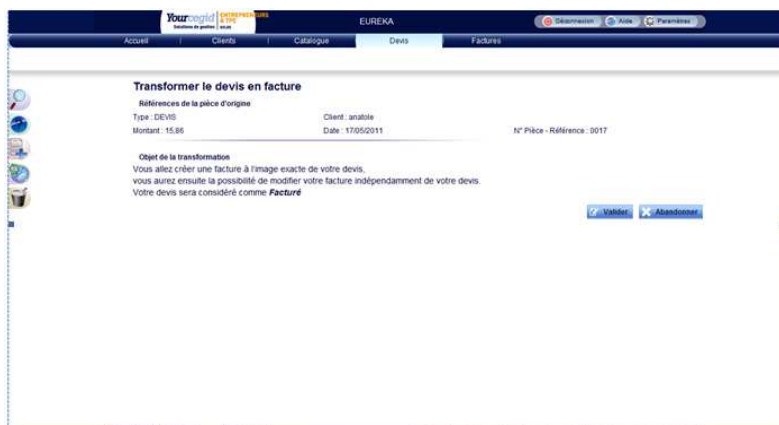 Yourcegid ENTREPRENEURS & TPE
Solutions de gestion
EUREKA
Déconnexion Aide Paramètres
Accueil Clients Catalogue Devis Factures
Transformer le devis en facture
Références de la pièce d'origine
Type : DEVIS Client : anatole
Montant : 15,86 Date : 17/05/2011 N° Pièce - Référence : 0017
Objet de la transformation
Vous allez créer une facture à l'image exacte de votre devis,
vous aurez ensuite la possibilité de modifier votre facture indépendamment de votre devis.
Votre devis sera considéré comme Facturé
Valider Abandonner